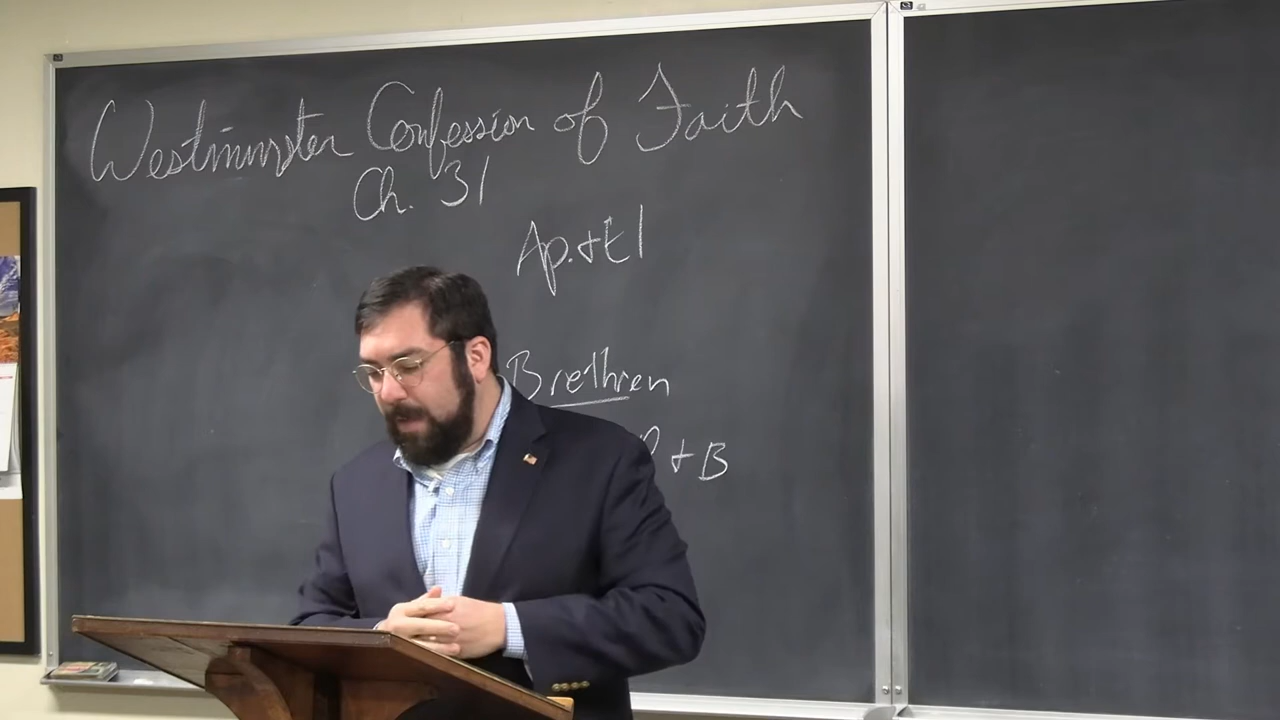 Westminster Confession of Faith
Ch. 31
Ap. + El
Brethren
P + B